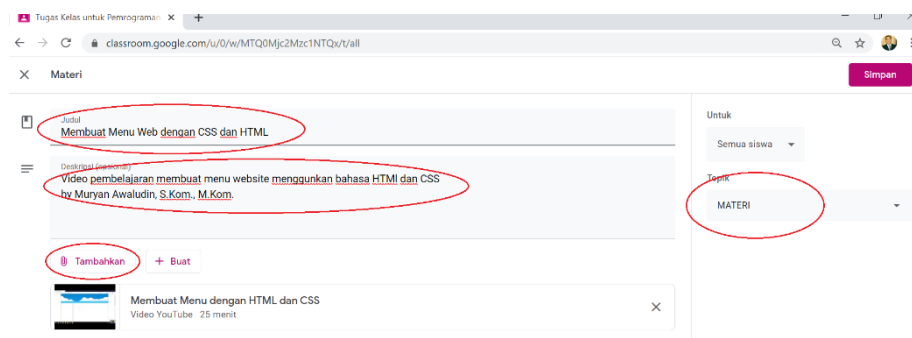 Tugas Kelas untuk Pemrograman
classroom.google.com/u/0/w/MTQ0Mjc2Mzc1NTQx/t/all
Materi
Simpan
Judul
Membuat Menu Web dengan CSS dan HTML
Deskripsi (opsional)
Video pembelajaran membuat menu website menggunkan bahasa HTMl dan CSS
by Muryan Awaludin, S.Kom., M.Kom.
Tambahkan
+ Buat
Membuat Menu dengan HTML dan CSS
Video YouTube 25 menit
Untuk
Semua siswa
Topik
MATERI